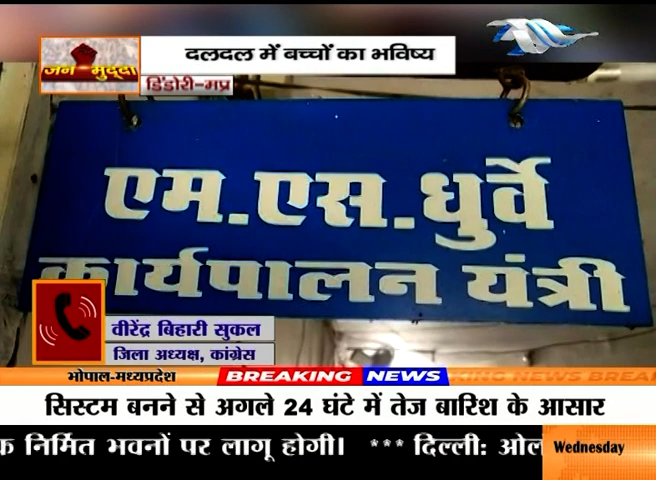 जन-मुद्दा
दलदल में बच्चों का भविष्य
डिंडोरी-मप्र
एम.एस.धुर्वे
कार्यपालन यंत्री
वीरेंद्र बिहारी सुकल
जिला अध्यक्ष, कांग्रेस
भोपाल-मध्यप्रदेश
BREAKING NEWS
सिस्टम बनने से अगले 24 घंटे में तेज बारिश के आसार
निर्मित भवनों पर लागू होगी। *** दिल्ली:
Wednesday